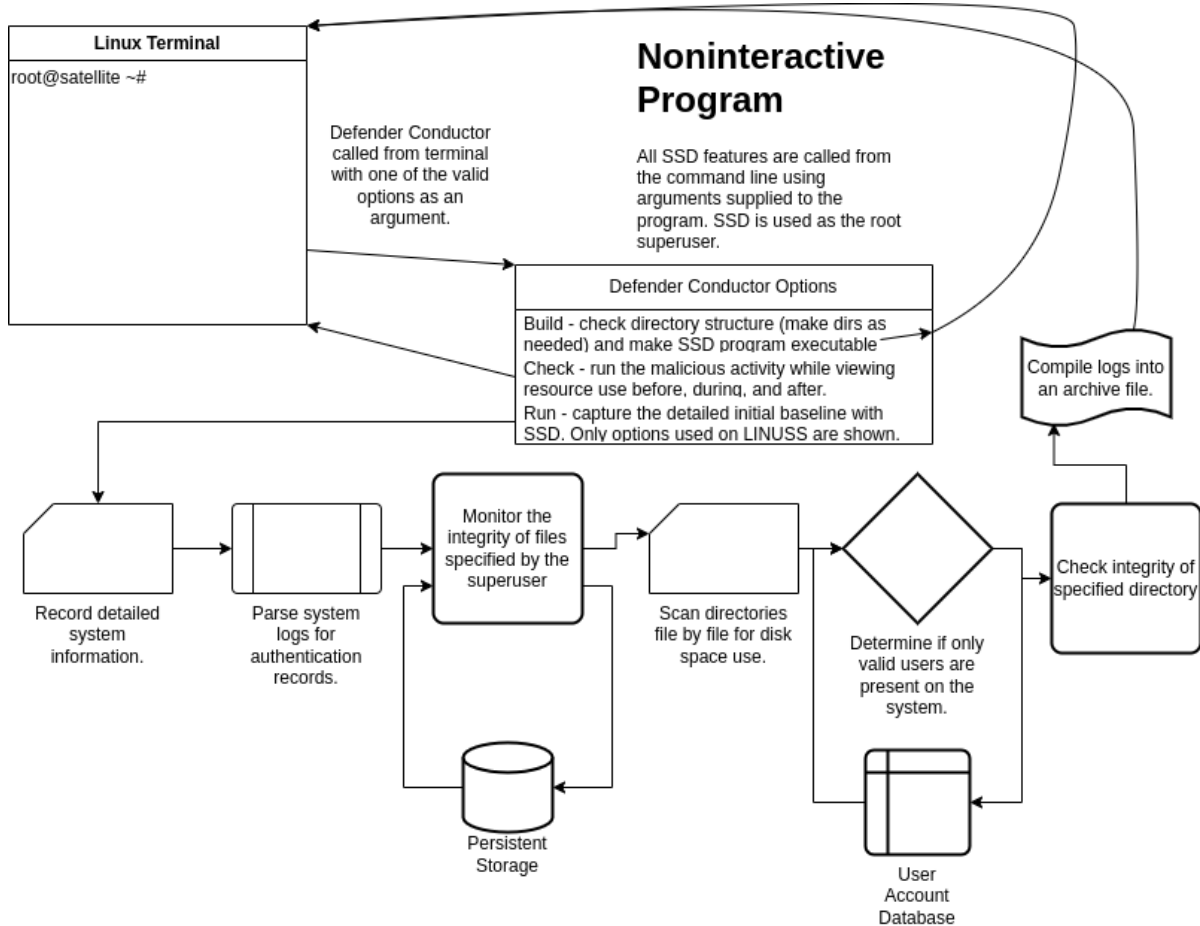 Linux Terminal
root@satellite ~#
Defender Conductor
called from terminal
with one of the valid
options as an
argument.
Noninteractive
Program
All SSD features are called from
the command line using
arguments supplied to the
program. SSD is used as the root
superuser.
Defender Conductor Options
Build - check directory structure (make dirs as
needed) and make SSD program executable
Check - run the malicious activity while viewing
resource use before, during, and after.
Run - capture the detailed initial baseline with
SSD. Only options used on LINUSS are shown.
Compile logs into
an archive file.
Record detailed
system
information.
Parse system
logs for
authentication
records.
Monitor the
integrity of files
specified by the
superuser
Persistent
Storage
Scan directories
file by file for disk
space use.
Determine if only
valid users are
present on the
system.
User
Account
Database
Check integrity of
specified directory